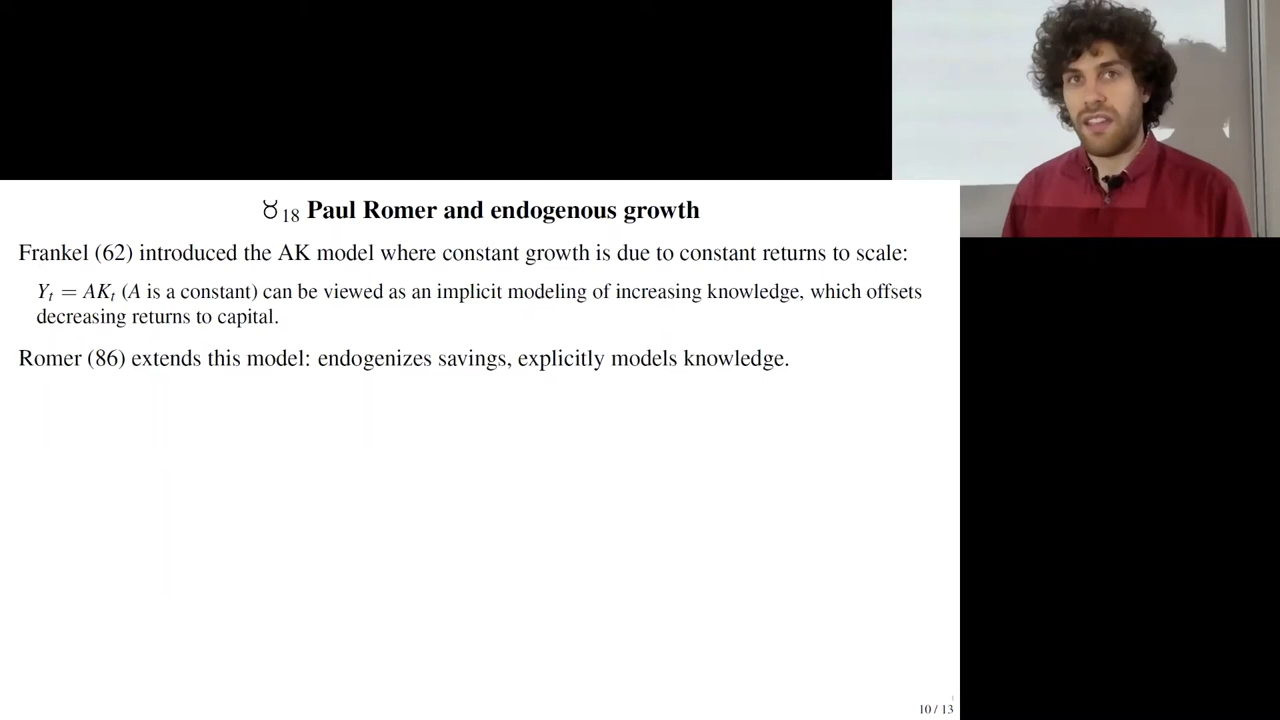 ♉18 Paul Romer and endogenous growth
Frankel (62) introduced the AK model where constant growth is due to constant returns to scale:
Yt = AKt (A is a constant) can be viewed as an implicit modeling of increasing knowledge, which offsets
decreasing returns to capital.
Romer (86) extends this model: endogenizes savings, explicitly models knowledge.
10 / 13